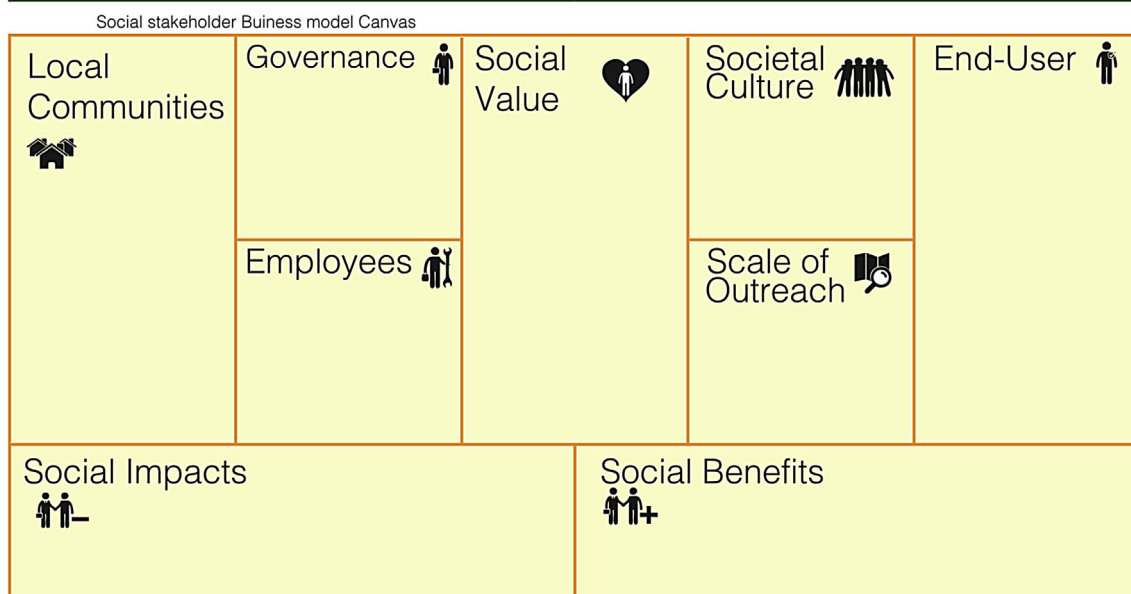 Social stakeholder Buiness model Canvas
Local
Communities
Governance
Employees
Social
Value
Societal
Culture
Scale of
Outreach
End-User
Social Impacts
Social Benefits